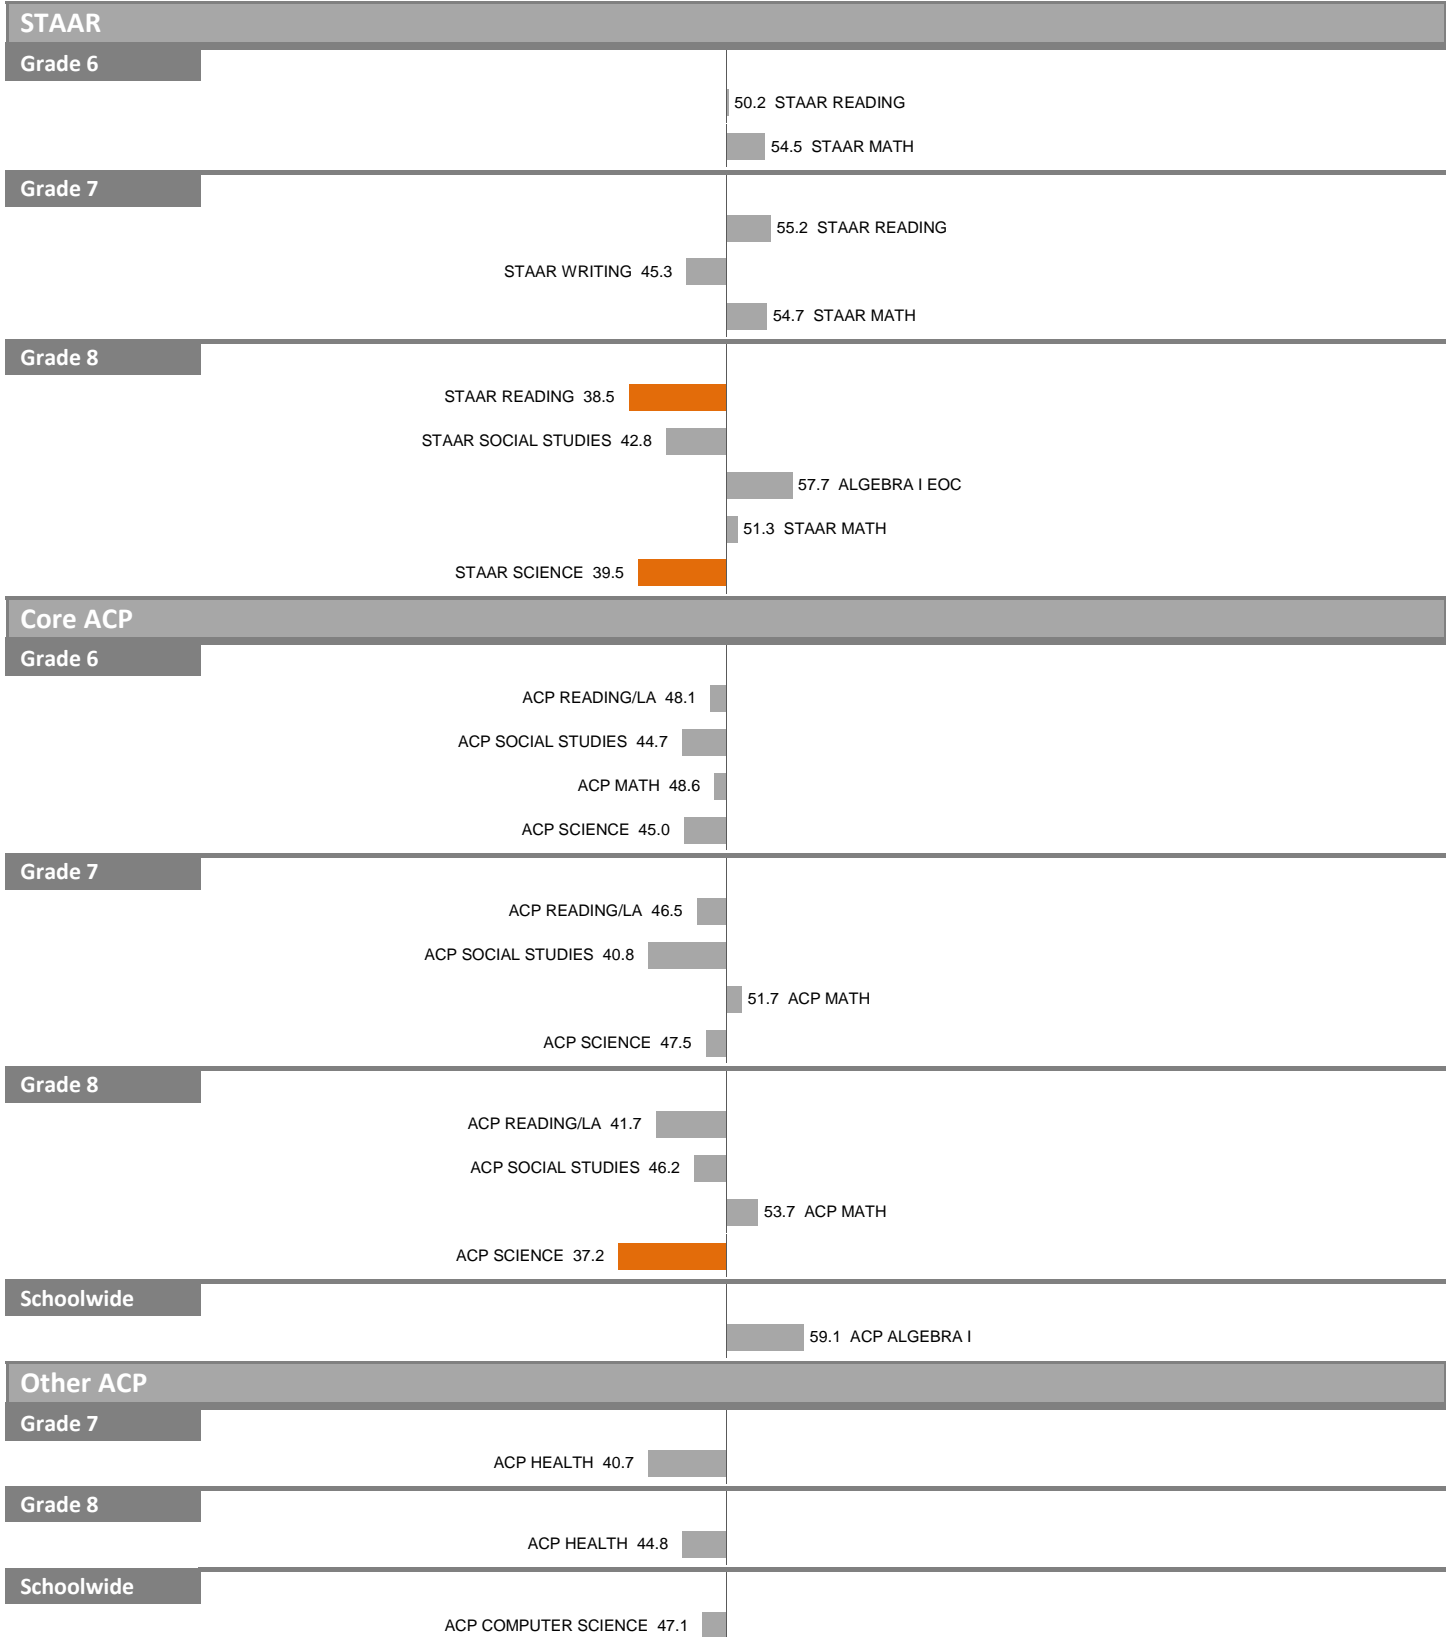 STAAR
Grade 6
50.2 STAAR READING
54.5 STAAR MATH
Grade 7
55.2 STAAR READING
STAAR WRITING 45.3
54.7 STAAR MATH
Grade 8
STAAR READING 38.5
STAAR SOCIAL STUDIES 42.8
57.7 ALGEBRA I EOC
51.3 STAAR MATH
STAAR SCIENCE 39.5
Core ACP
Grade 6
ACP READING/LA 48.1
ACP SOCIAL STUDIES 44.7
ACP MATH 48.6
ACP SCIENCE 45.0
Grade 7
ACP READING/LA 46.5
ACP SOCIAL STUDIES 40.8
51.7 ACP MATH
ACP SCIENCE 47.5
Grade 8
ACP READING/LA 41.7
ACP SOCIAL STUDIES 46.2
53.7 ACP MATH
ACP SCIENCE 37.2
Schoolwide
59.1 ACP ALGEBRA I
Other ACP
Grade 7
ACP HEALTH 40.7
Grade 8
ACP HEALTH 44.8
Schoolwide
ACP COMPUTER SCIENCE 47.1